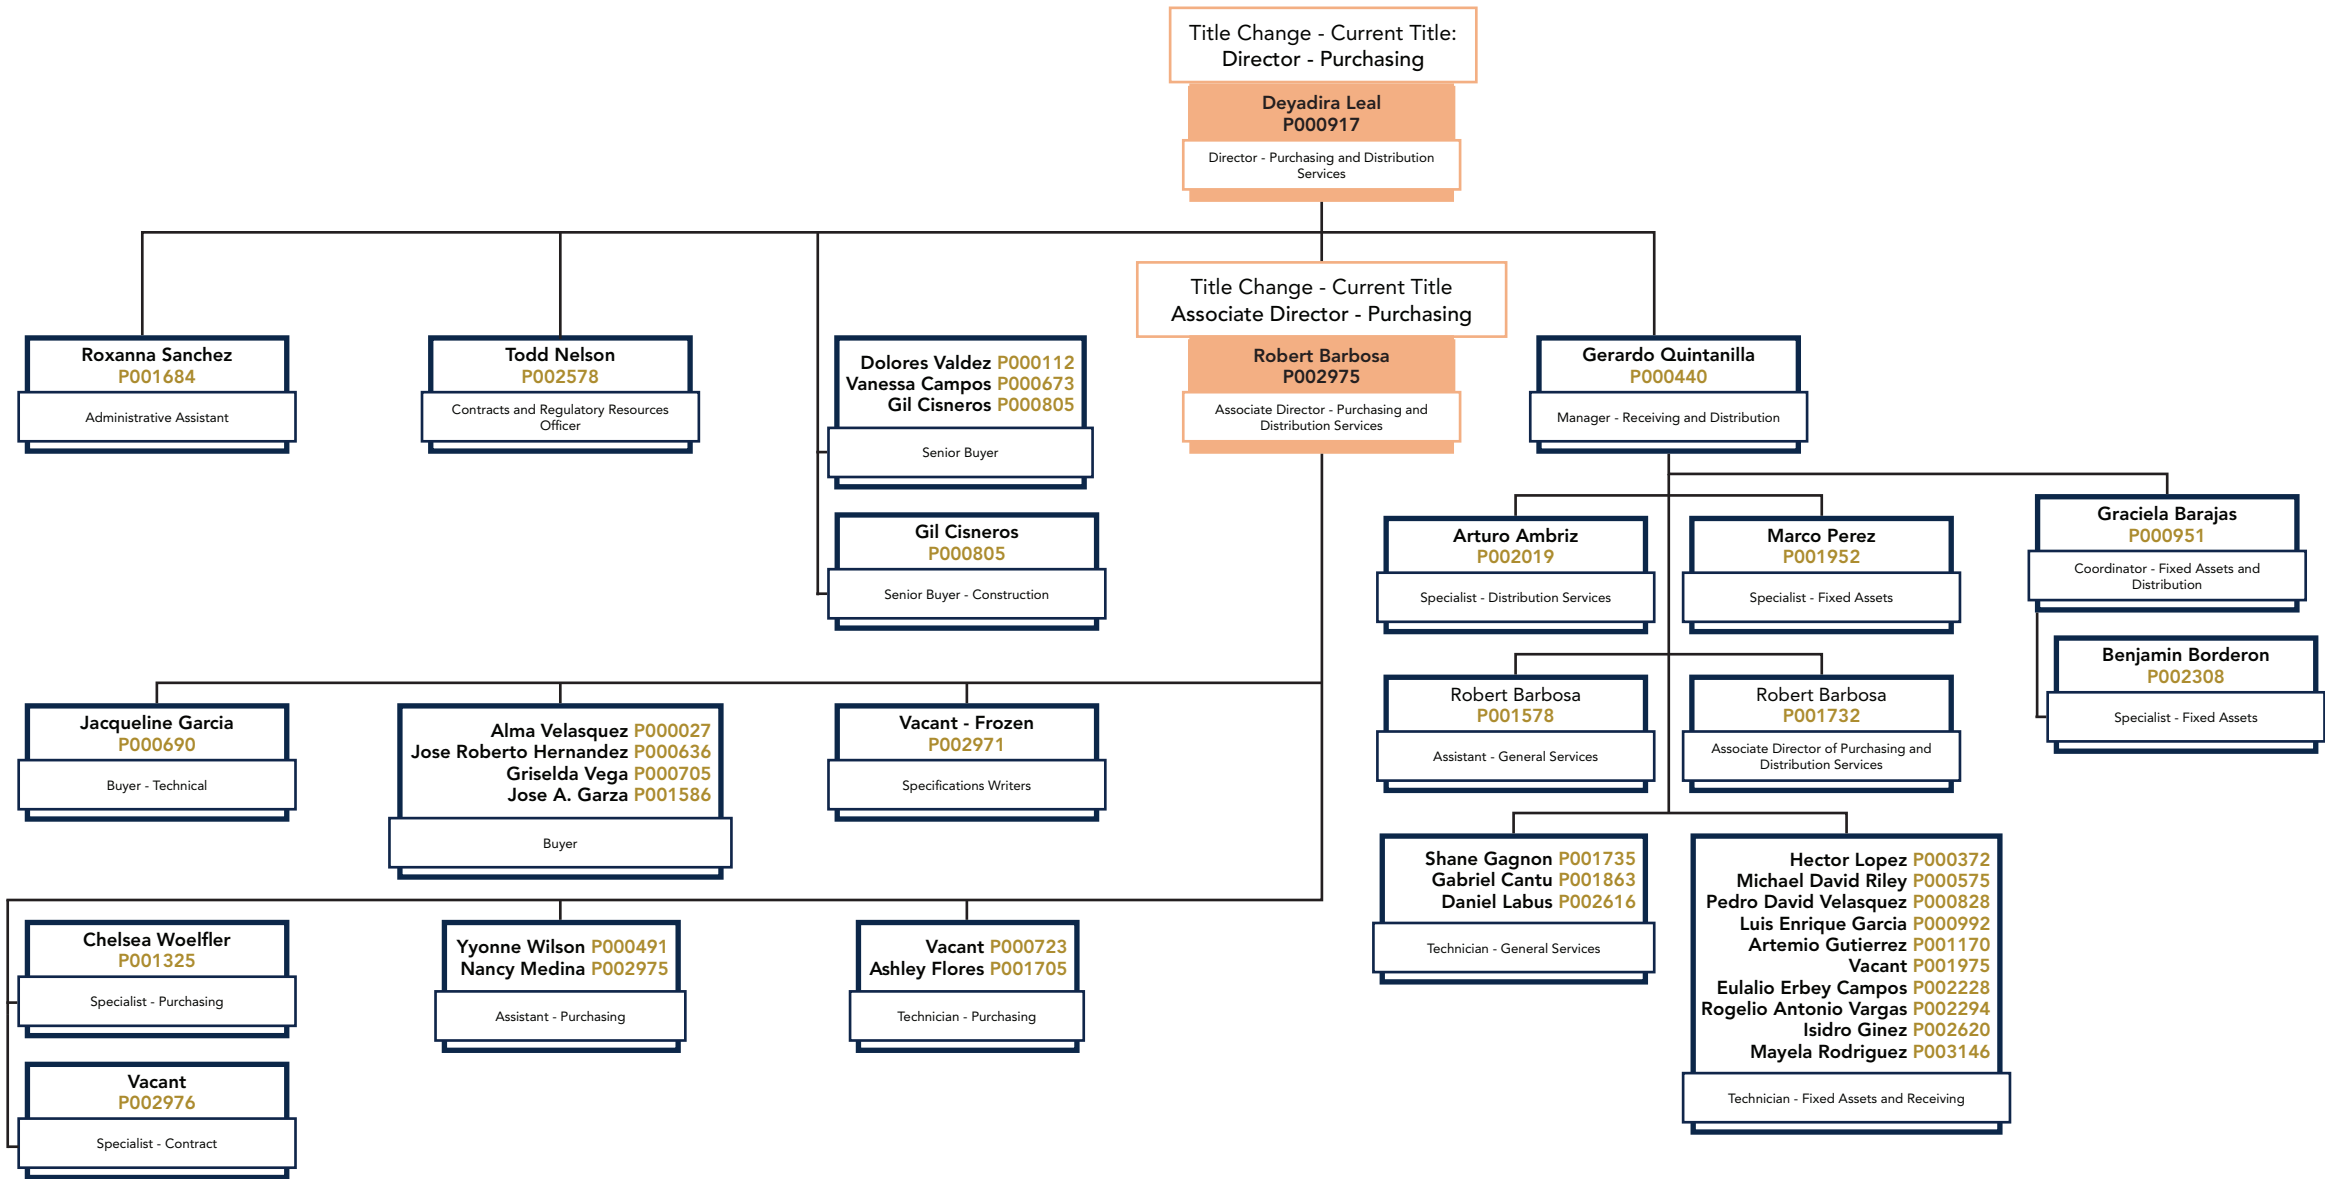 Title Change - Current Title:
Director - Purchasing
Deyadira Leal
P000917
Director - Purchasing and Distribution
Services
Title Change - Current Title
Associate Director - Purchasing
Roxanna Sanchez
P001684
Administrative Assistant
Todd Nelson
P002578
Contracts and Regulatory Resources
Officer
Dolores Valdez P000112
Vanessa Campos P000673
Gil Cisneros P000805
Senior Buyer
Gil Cisneros
P000805
Senior Buyer - Construction
Robert Barbosa
P002975
Associate Director - Purchasing and
Distribution Services
Gerardo Quintanilla
P000440
Manager - Receiving and Distribution
Arturo Ambriz
P002019
Specialist - Distribution Services
Marco Perez
P001952
Specialist - Fixed Assets
Graciela Barajas
P000951
Coordinator - Fixed Assets and
Distribution
Benjamin Borderon
P002308
Specialist - Fixed Assets
Robert Barbosa
P001578
Assistant - General Services
Robert Barbosa
P001732
Associate Director of Purchasing and
Distribution Services
Jacqueline Garcia
P000690
Buyer - Technical
Alma Velasquez P000027
Jose Roberto Hernandez P000636
Griselda Vega P000705
Jose A. Garza P001586
Buyer
Vacant - Frozen
P002971
Specifications Writers
Shane Gagnon P001735
Gabriel Cantu P001863
Daniel Labus P002616
Technician - General Services
Hector Lopez P000372
Michael David Riley P000575
Pedro David Velasquez P000828
Luis Enrique Garcia P000992
Artemio Gutierrez P001170
Vacant P001975
Eulalio Erbey Campos P002228
Rogelio Antonio Vargas P002294
Isidro Ginez P002620
Mayela Rodriguez P003146
Technician - Fixed Assets and Receiving
Chelsea Woelfler
P001325
Specialist - Purchasing
Yyonne Wilson P000491
Nancy Medina P002975
Assistant - Purchasing
Vacant P000723
Ashley Flores P001705
Technician - Purchasing
Vacant
P002976
Specialist - Contract